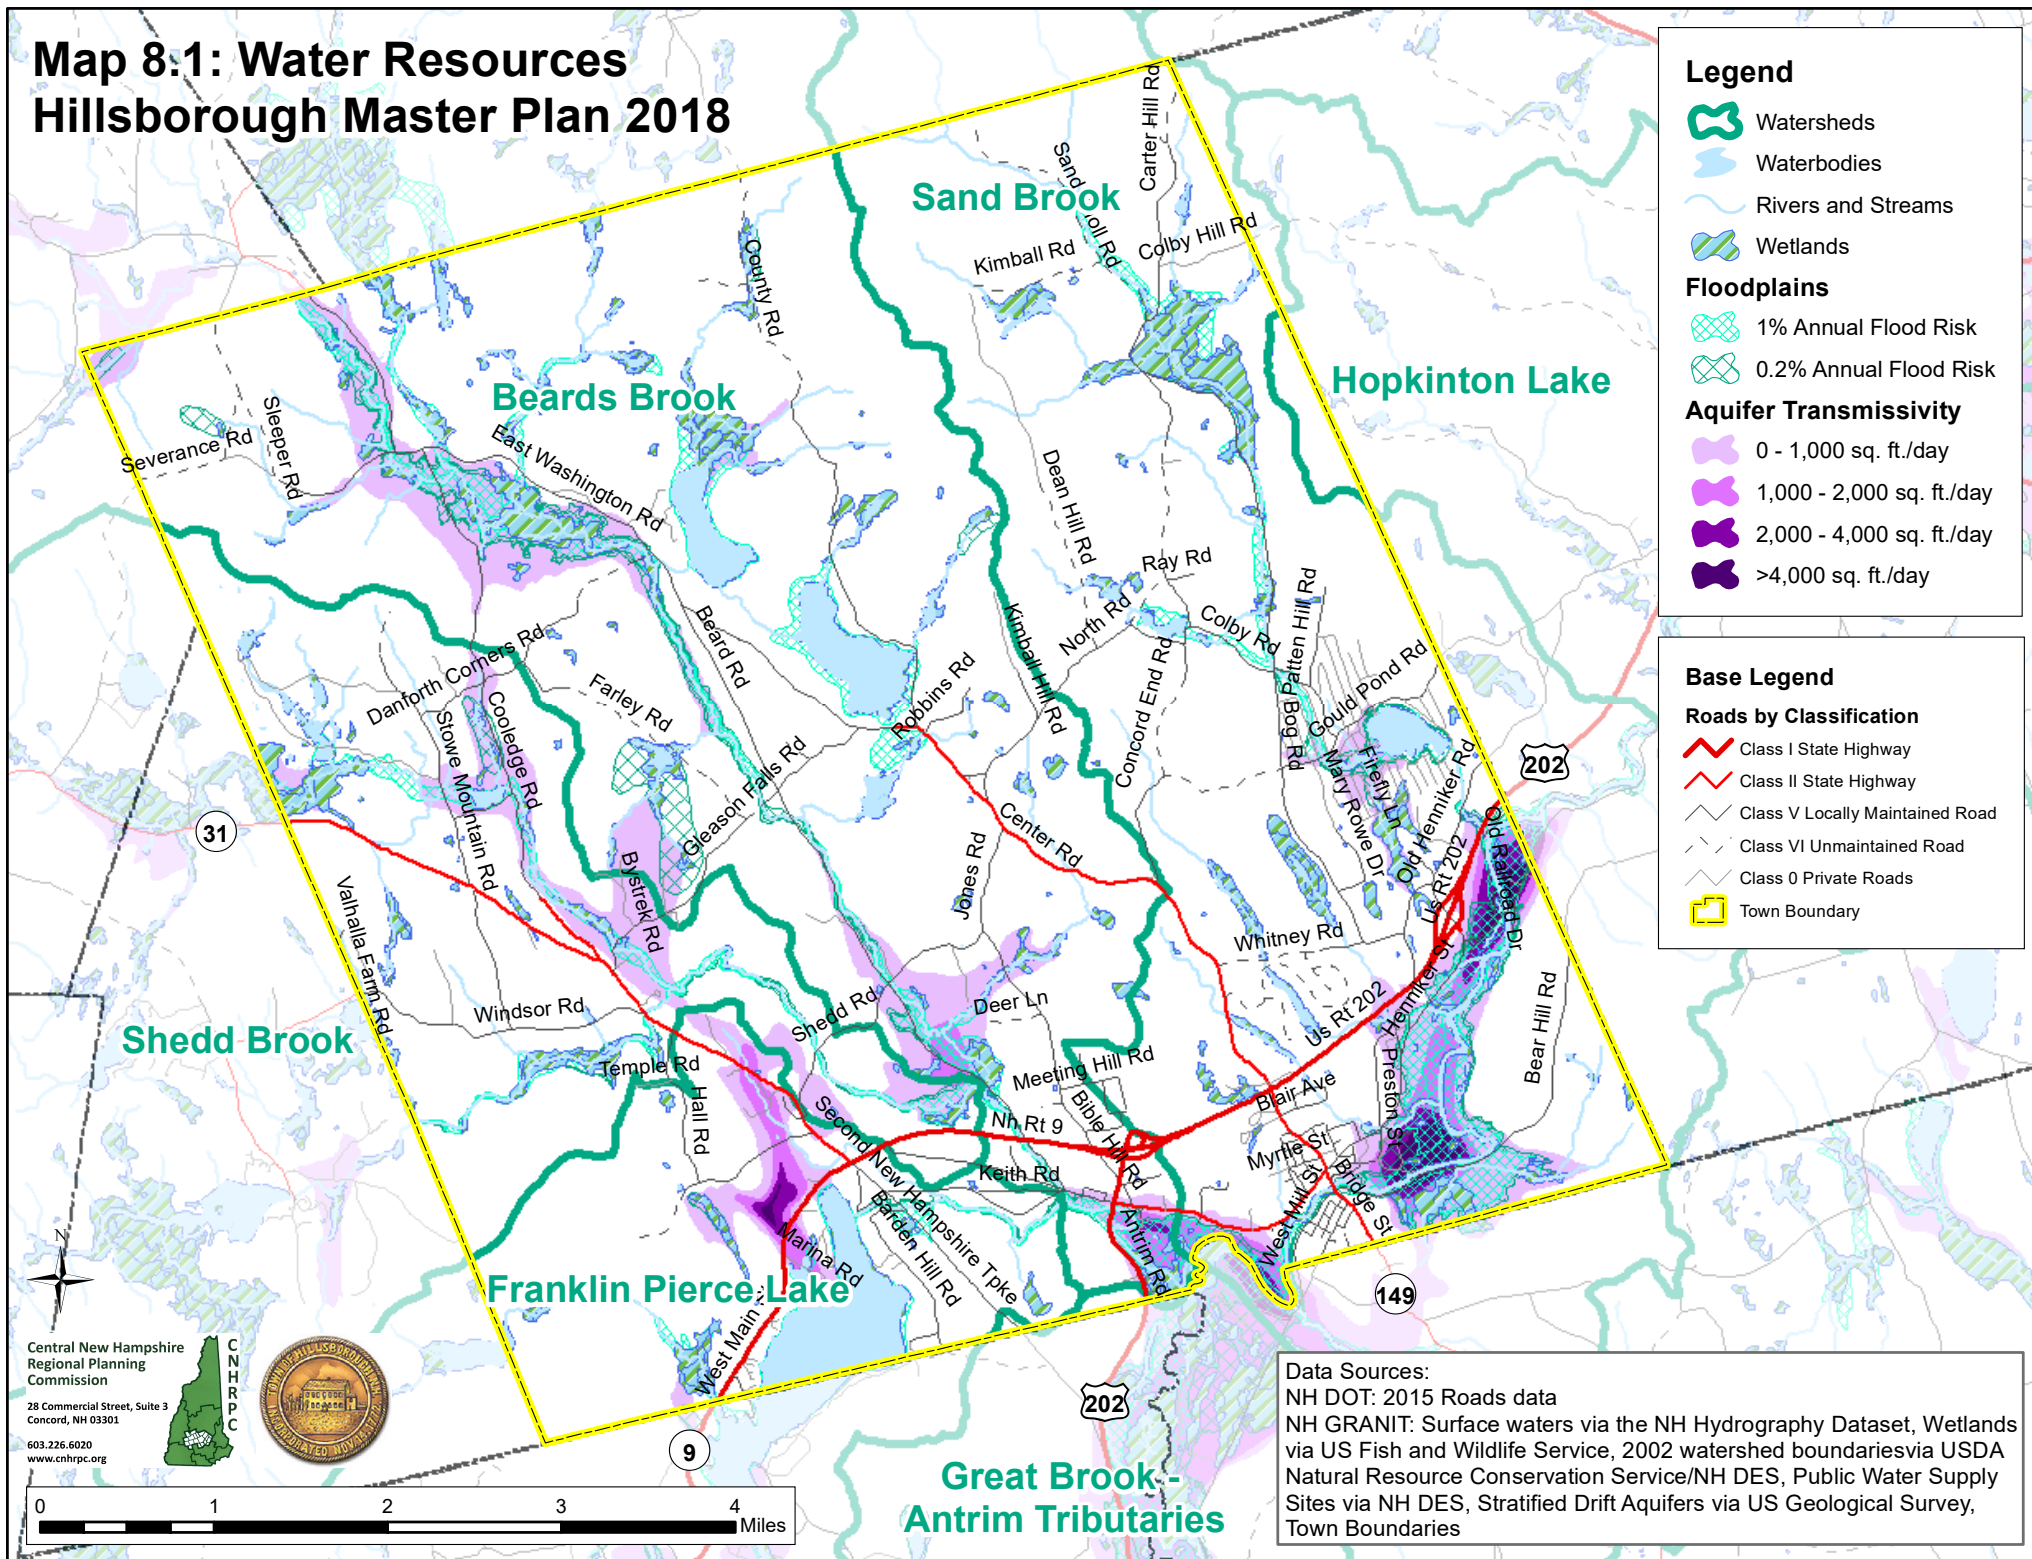 Map 8.1: Water Resources
Hillsborough Master Plan 2018
Legend
Watersheds
Waterbodies
Rivers and Streams
Wetlands
Floodplains
1% Annual Flood Risk
0.2% Annual Flood Risk
Aquifer Transmissivity
0 - 1,000 sq. ft./day
1,000 - 2,000 sq. ft./day
2,000 - 4,000 sq. ft./day
>4,000 sq. ft./day
Base Legend
Roads by Classification
Class I State Highway
Class II State Highway
Class V Locally Maintained Road
Class VI Unmaintained Road
Class 0 Private Roads
Town Boundary
Sand Brook
Carter Hill Rd
Sand
oll Rd
Colby Hill Rd
Kimball Rd
County Rd
Hopkinton Lake
Beards Brook
Sleeper Rd
Severance Rd
East Washington Rd
Dean Hill Rd
Ray Rd
North Rd
Colby Rd
Patten Hill Rd
Beard Rd
Kimball Hill Rd
Danforth Corners Rd
Farley Rd
Robbins Rd
Concord End Rd
Bog Rd
Gould Pond Rd
Stowe Mountain Rd
Cooledge Rd
Gleason Falls Rd
Firefly Ln
Mary Rowe Dr
Old Henniker Rd
202
31
Center Rd
Jones Rd
Us Rt 202
Old Railroad Dr
Bystrek Rd
Valhalla Farm Rd
Whitney Rd
Henniker St
Windsor Rd
Shedd Rd
Deer Ln
Us Rt 202
Bear Hill Rd
Shedd Brook
Temple Rd
Meeting Hill Rd
Blair Ave
Preston St
Hall Rd
Second New Hampshire Tpke
Nh Rt 9
Bible Hill Rd
Myrtle St
Keith Rd
Bridge St
West Mill St
Barden Hill Rd
Antrim Rd
Marina Rd
Franklin Pierce Lake
West Main
149
202
9
Great Brook -
Antrim Tributaries
N
Central New Hampshire
Regional Planning
Commission
28 Commercial Street, Suite 3
Concord, NH 03301
603.226.6020
www.cnhrpc.org
CNHRPC
TOWN OF HILLSBOROUGH, N.H.
INCORPORATED NOV. 14, 1772
0 1 2 3 4
Miles
Data Sources:
NH DOT: 2015 Roads data
NH GRANIT: Surface waters via the NH Hydrography Dataset, Wetlands
via US Fish and Wildlife Service, 2002 watershed boundariesvia USDA
Natural Resource Conservation Service/NH DES, Public Water Supply
Sites via NH DES, Stratified Drift Aquifers via US Geological Survey,
Town Boundaries